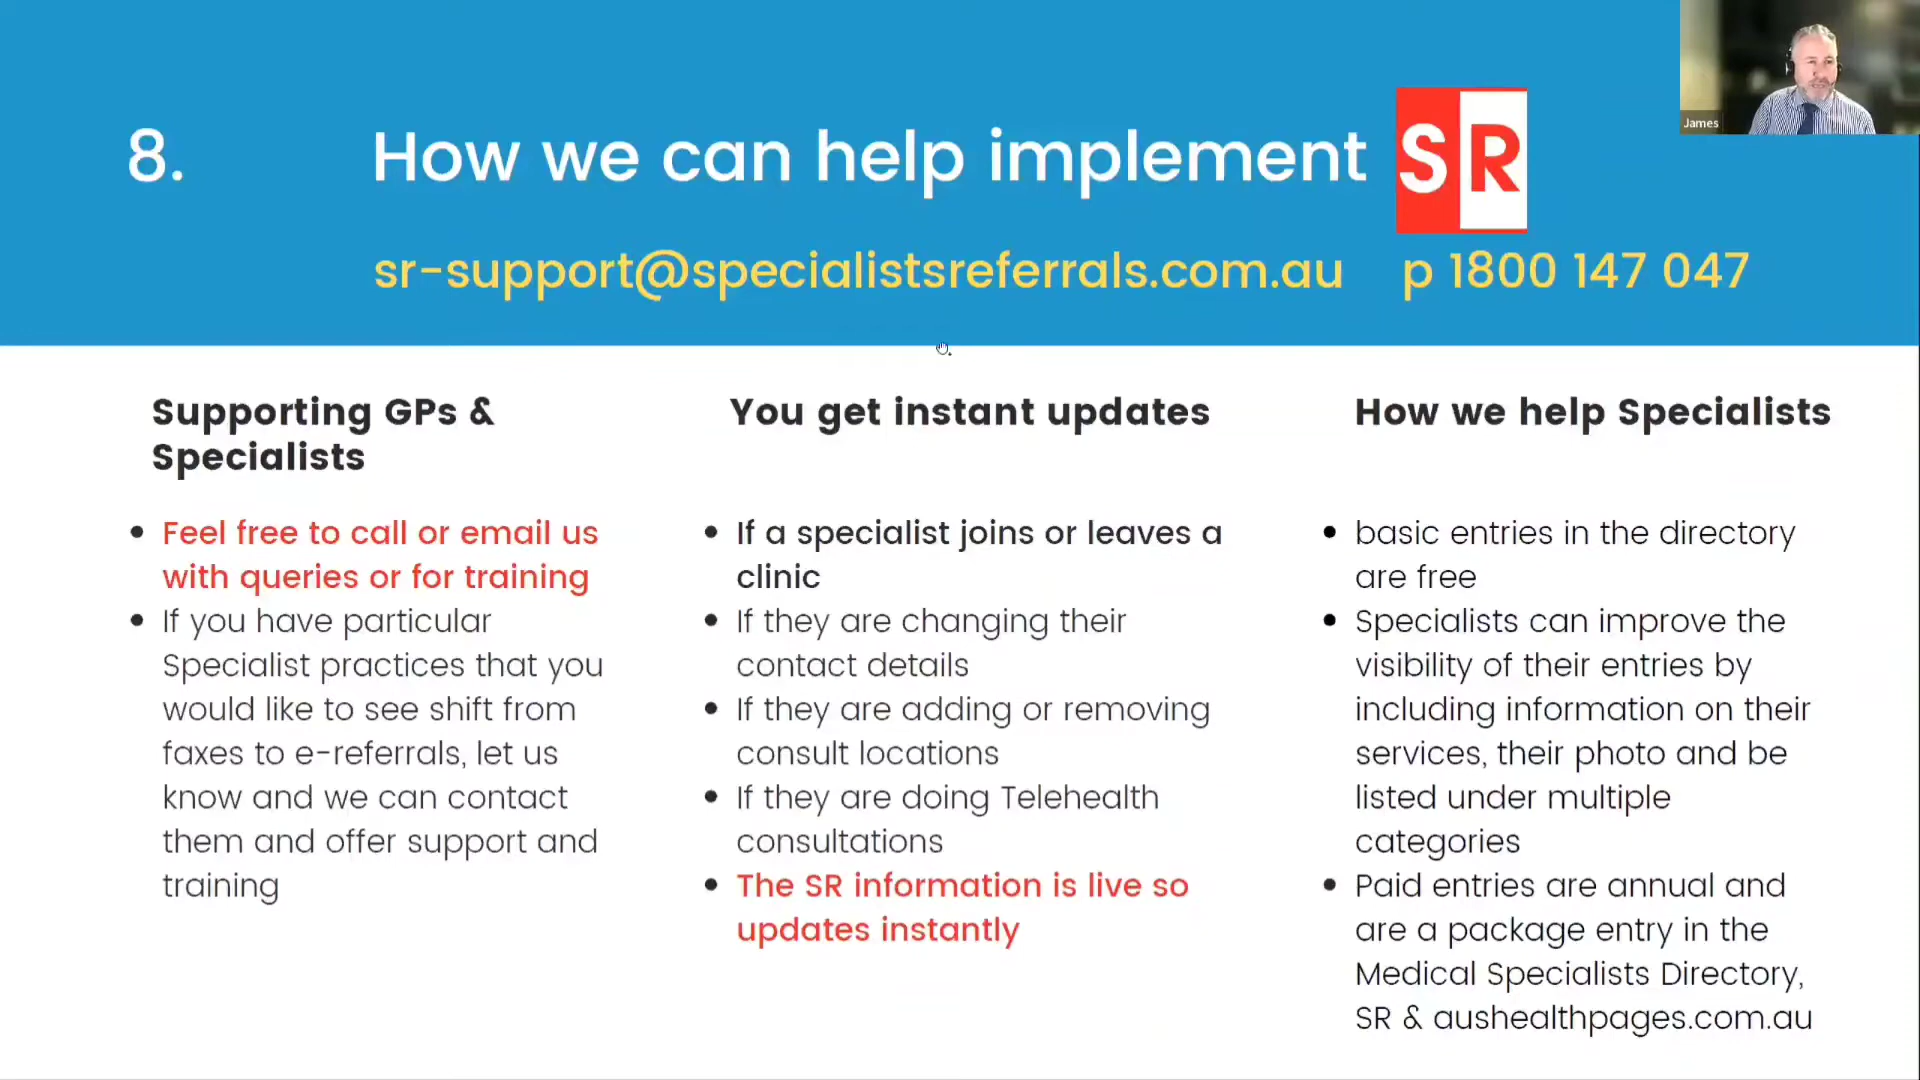 James
8. How we can help implement SR
sr-support@specialistsreferrals.com.au p 1800 147 047
Supporting GPs &
Specialists
• Feel free to call or email us
with queries or for training
• If you have particular
Specialist practices that you
would like to see shift from
faxes to e-referrals, let us
know and we can contact
them and offer support and
training
You get instant updates
• If a specialist joins or leaves a
clinic
• If they are changing their
contact details
• If they are adding or removing
consult locations
• If they are doing Telehealth
consultations
• The SR information is live so
updates instantly
How we help Specialists
• basic entries in the directory
are free
• Specialists can improve the
visibility of their entries by
including information on their
services, their photo and be
listed under multiple
categories
• Paid entries are annual and
are a package entry in the
Medical Specialists Directory,
SR & aushealthpages.com.au